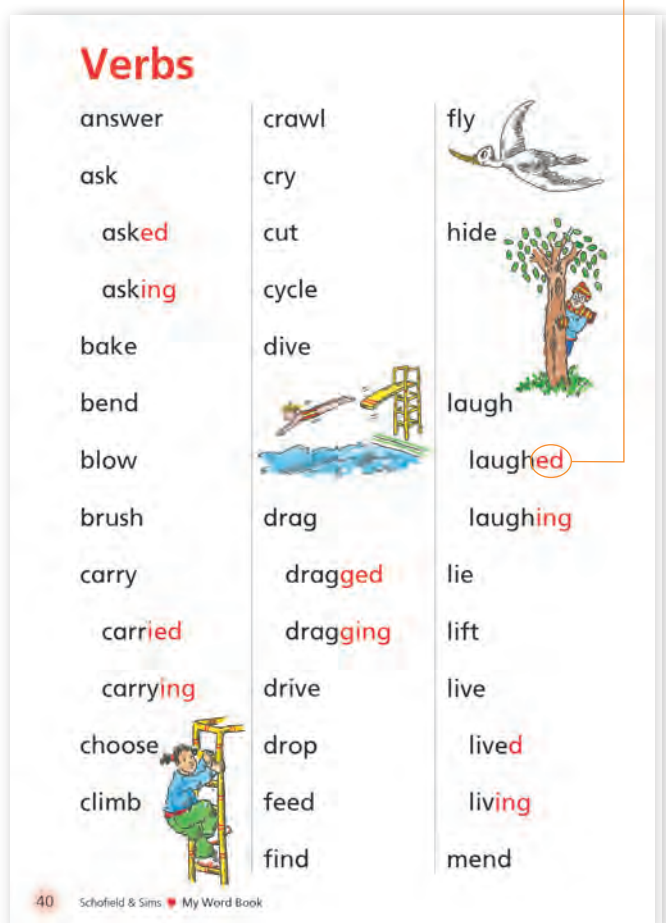 Verbs
answer
ask
asked
asking
bake
bend
blow
brush
carry
carried
carrying
choose
climb
crawl
cry
cut
cycle
dive
drag
dragged
dragging
drive
drop
feed
find
fly
hide
laugh
laughed
laughing
lie
lift
live
lived
living
mend
40 Schofield & Sims My Word Book